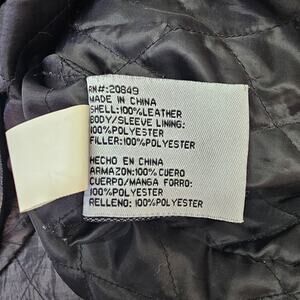 RN#:20849
MADE IN CHINA
SHELL:100%LEATHER
BODY/SLEEVE LINING:
100%POLYESTER
FILLER:100%POLYESTER
HECHO EN CHINA
ARMAZON:100%CUERO
CUERPO/MANGA FORRO:
100%POLYESTER
RELLENO:100%POLYESTER